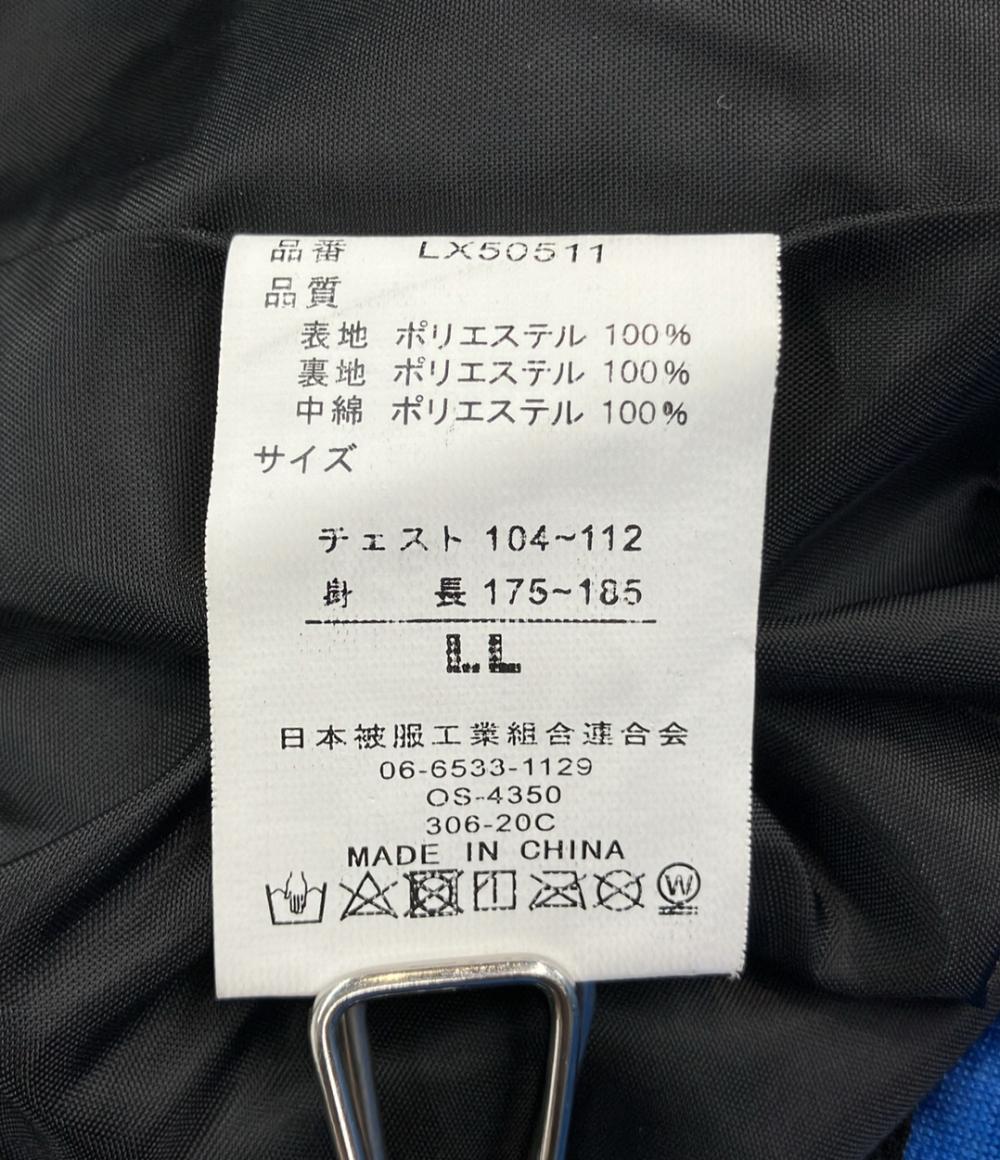 品番 LX50511
品質
表地 ポリエステル 100%
裏地 ポリエステル 100%
中綿 ポリエステル 100%
サイズ
チェスト 104~112
身 長 175~185
LL
日本被服工業組合連合会
06-6533-1129
OS-4350
306-20C
MADE IN CHINA
W